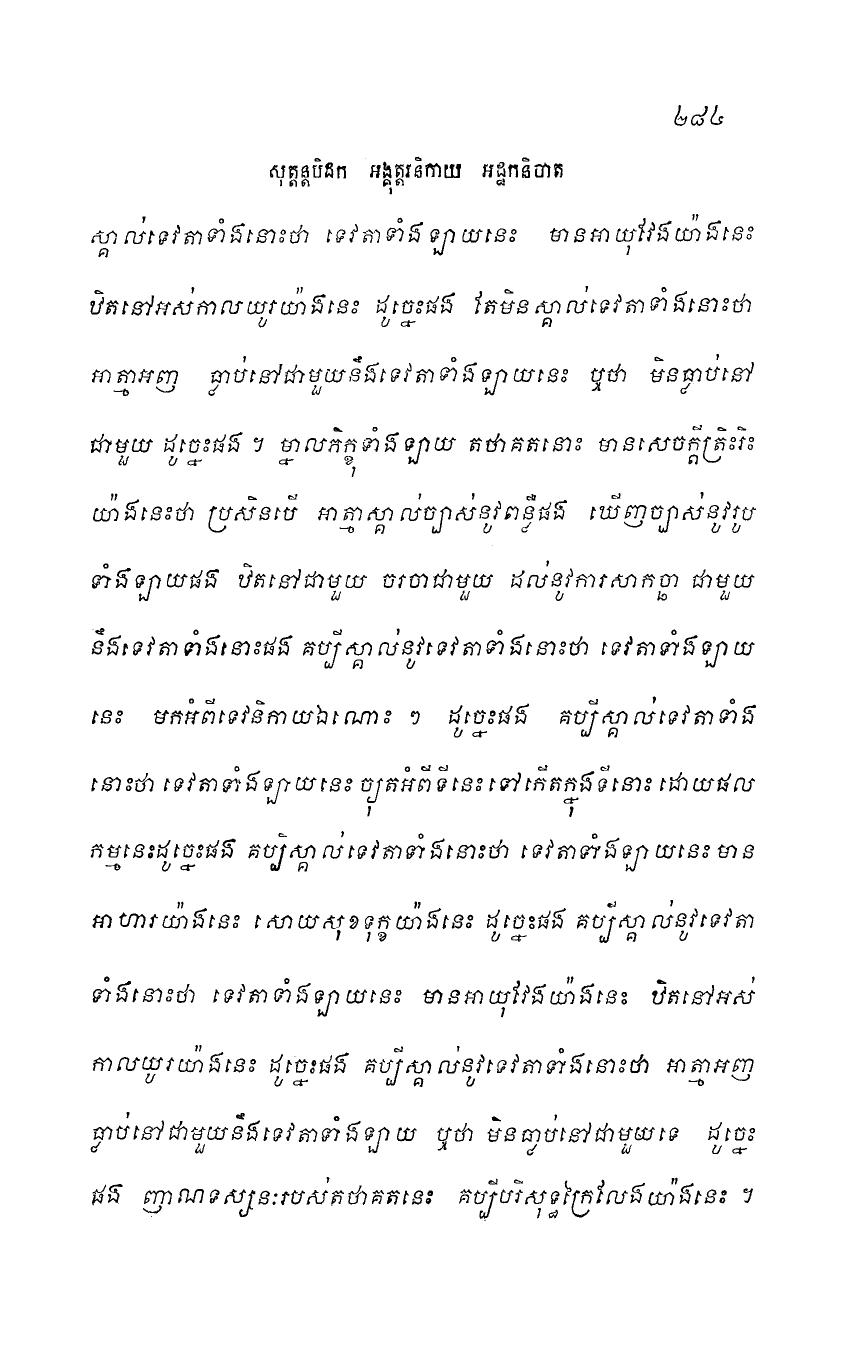 ២៨៤
សុត្តន្តបិដក អង្គុត្តរនិកាយ អដ្ឋកនិបាត
ស្គាល់ទេវតាទាំងនោះថា ទេវតាទាំងឡាយនេះ មានអាយុវែងយ៉ាងនេះ
ឋិតនៅអស់កាលយូរយ៉ាងនេះ ដូច្នេះផង តែមិនស្គាល់ទេវតាទាំងនោះថា
អាត្មាអញ ធ្លាប់នៅជាមួយនឹងទេវតាទាំងឡាយនេះ ឬថា មិនធ្លាប់នៅ
ជាមួយ ដូច្នេះផង ។ ម្នាលភិក្ខុទាំងឡាយ តថាគតនោះ មានសេចក្តីត្រិះរិះ
យ៉ាងនេះថា ប្រសិនបើ អាត្មាស្គាល់ច្បាស់នូវពន្លឺផង ឃើញច្បាស់នូវរូប
ទាំងឡាយផង ឋិតនៅជាមួយ ចរចាជាមួយ ដល់នូវការសាកច្ឆា ជាមួយ
នឹងទេវតាទាំងនោះផង គប្បីស្គាល់នូវទេវតាទាំងនោះថា ទេវតាទាំងឡាយ
នេះ មកអំពីទេវនិកាយឯណោះ ៗ ដូច្នេះផង គប្បីស្គាល់ទេវតាទាំង
នោះថា ទេវតាទាំងឡាយនេះ ច្យុតអំពីទីនេះ ទៅកើតក្នុងទីនោះ ដោយផល
កម្មនេះដូច្នេះផង គប្បីស្គាល់ទេវតាទាំងនោះថា ទេវតាទាំងឡាយនេះ មាន
អាហារយ៉ាងនេះ សោយសុខទុក្ខយ៉ាងនេះ ដូច្នេះផង គប្បីស្គាល់នូវទេវតា
ទាំងនោះថា ទេវតាទាំងឡាយនេះ មានអាយុវែងយ៉ាងនេះ ឋិតនៅអស់
កាលយូរយ៉ាងនេះ ដូច្នេះផង គប្បីស្គាល់នូវទេវតាទាំងនោះថា អាត្មាអញ
ធ្លាប់នៅជាមួយនឹងទេវតាទាំងឡាយ ឬថា មិនធ្លាប់នៅជាមួយទេ ដូច្នេះ
ផង ញាណទស្សនៈរបស់តថាគតនេះ គប្បីបរិសុទ្ធក្រៃលែងយ៉ាងនេះ ។